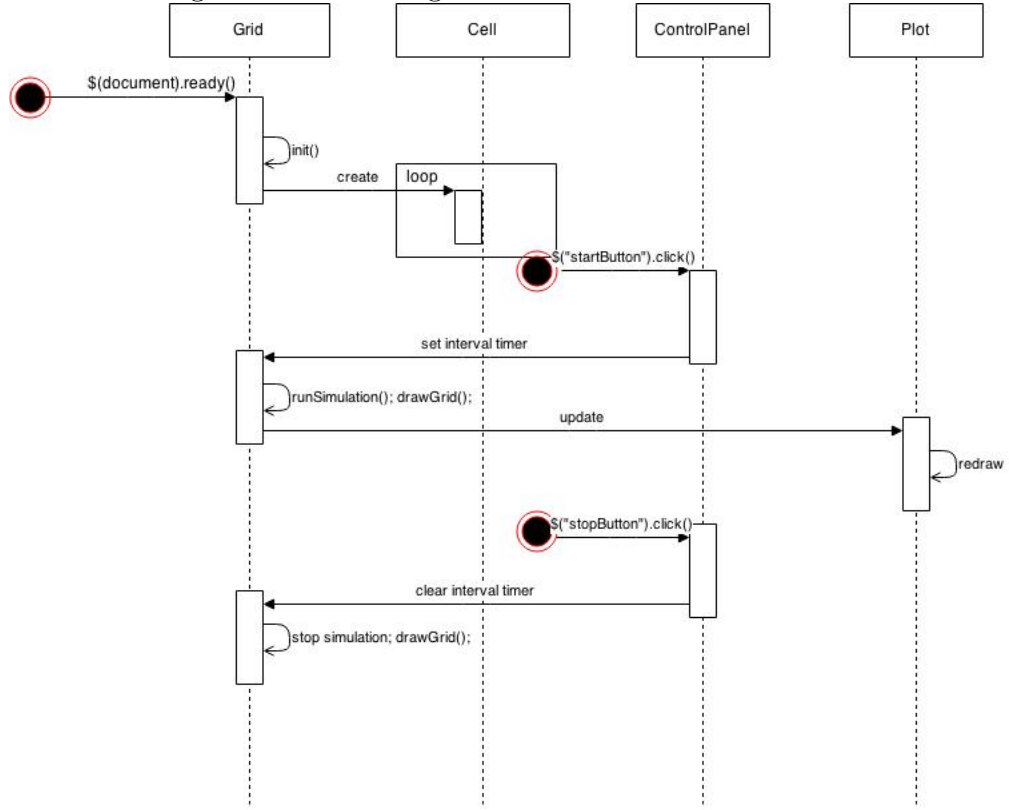 Grid
Cell
ControlPanel
Plot
$(document).ready()
init()
create
loop
$("startButton").click()
set interval timer
runSimulation(); drawGrid();
update
redraw
$("stopButton").click()
clear interval timer
stop simulation; drawGrid();